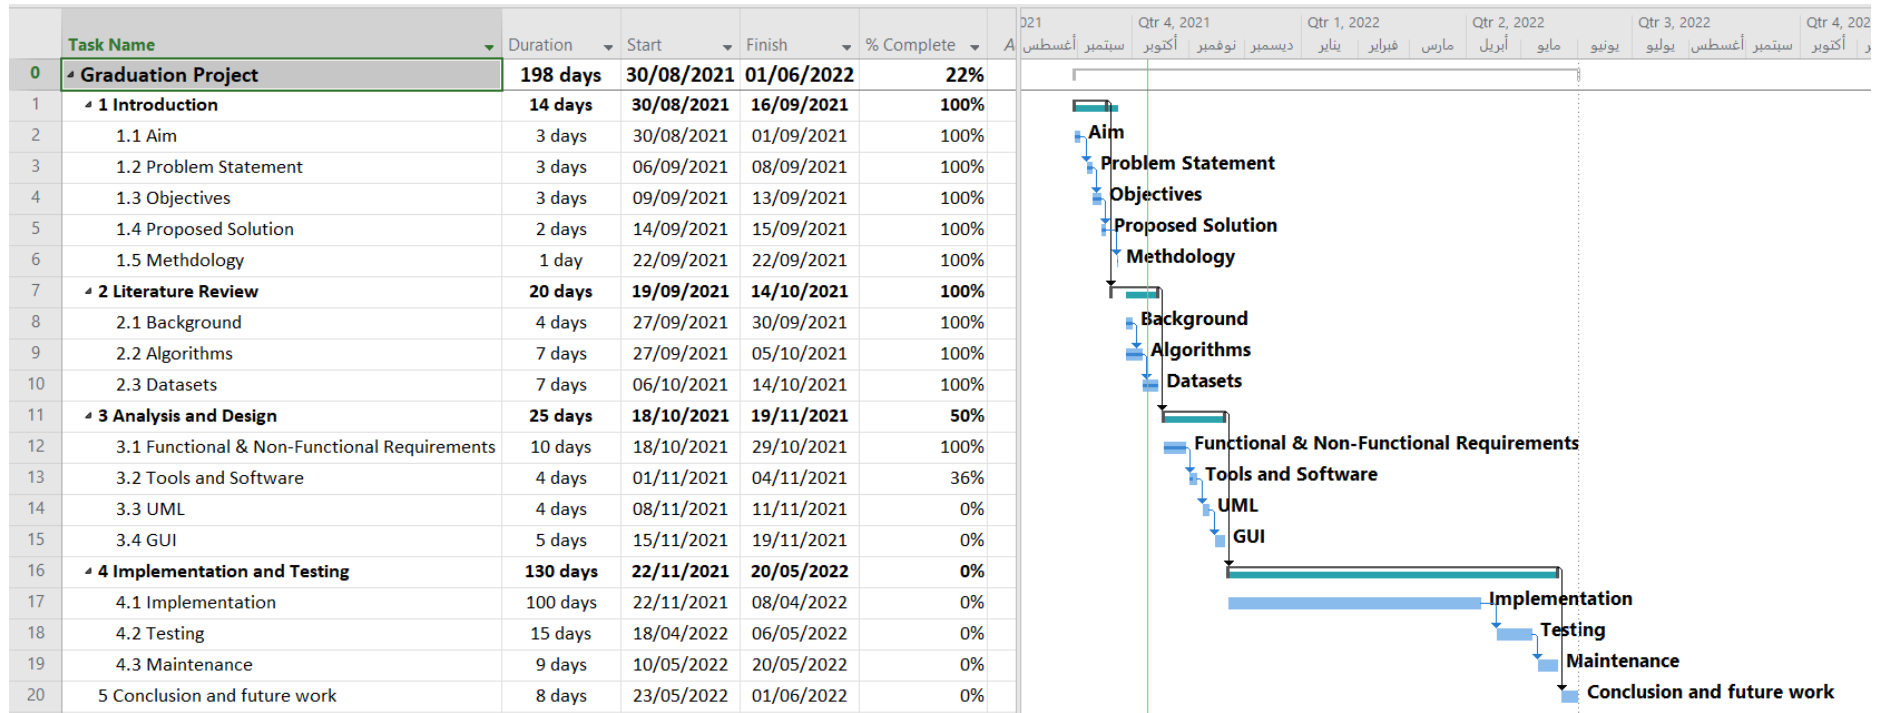 021 Qtr 4, 2021 Qtr 1, 2022 Qtr 2, 2022 Qtr 3, 2022 Qtr 4, 202
Task Name Duration Start Finish % Complete A أغسطس سبتمبر أكتوبر نوفمبر ديسمبر يناير فبراير مارس أبريل مايو يونيو يوليو أغسطس سبتمبر أكتوبر
0 Graduation Project 198 days 30/08/2021 01/06/2022 22%
1 1 Introduction 14 days 30/08/2021 16/09/2021 100%
2 1.1 Aim 3 days 30/08/2021 01/09/2021 100% Aim
3 1.2 Problem Statement 3 days 06/09/2021 08/09/2021 100% Problem Statement
4 1.3 Objectives 3 days 09/09/2021 13/09/2021 100% Objectives
5 1.4 Proposed Solution 2 days 14/09/2021 15/09/2021 100% Proposed Solution
6 1.5 Methdology 1 day 22/09/2021 22/09/2021 100% Methdology
7 2 Literature Review 20 days 19/09/2021 14/10/2021 100%
8 2.1 Background 4 days 27/09/2021 30/09/2021 100% Background
9 2.2 Algorithms 7 days 27/09/2021 05/10/2021 100% Algorithms
10 2.3 Datasets 7 days 06/10/2021 14/10/2021 100% Datasets
11 3 Analysis and Design 25 days 18/10/2021 19/11/2021 50%
12 3.1 Functional & Non-Functional Requirements 10 days 18/10/2021 29/10/2021 100% Functional & Non-Functional Requirements
13 3.2 Tools and Software 4 days 01/11/2021 04/11/2021 36% Tools and Software
14 3.3 UML 4 days 08/11/2021 11/11/2021 0% UML
15 3.4 GUI 5 days 15/11/2021 19/11/2021 0% GUI
16 4 Implementation and Testing 130 days 22/11/2021 20/05/2022 0%
17 4.1 Implementation 100 days 22/11/2021 08/04/2022 0% Implementation
18 4.2 Testing 15 days 18/04/2022 06/05/2022 0% Testing
19 4.3 Maintenance 9 days 10/05/2022 20/05/2022 0% Maintenance
20 5 Conclusion and future work 8 days 23/05/2022 01/06/2022 0% Conclusion and future work